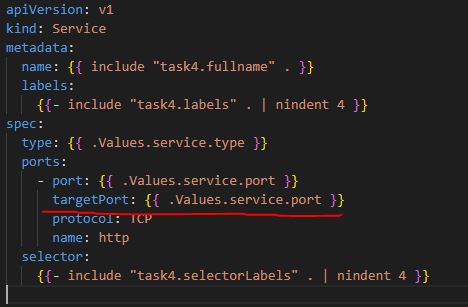 apiVersion: v1
kind: Service
metadata:
  name: {{ include "task4.fullname" . }}
  labels:
    {{- include "task4.labels" . | nindent 4 }}
spec:
  type: {{ .Values.service.type }}
  ports:
    - port: {{ .Values.service.port }}
      targetPort: {{ .Values.service.port }}
      protocol: TCP
      name: http
  selector:
    {{- include "task4.selectorLabels" . | nindent 4 }}